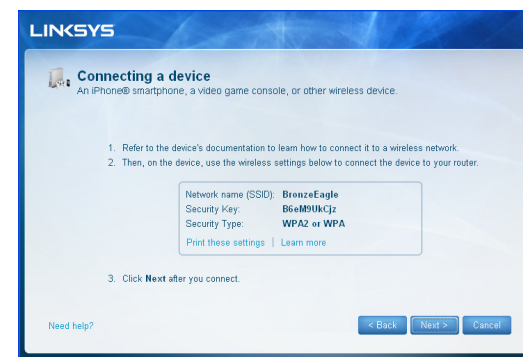 LINKSYS
Connecting a device
An iPhone® smartphone, a video game console, or other wireless device.
1. Refer to the device's documentation to learn how to connect it to a wireless network.
2. Then, on the device, use the wireless settings below to connect the device to your router.
Network name (SSID): BronzeEagle
Security Key: B6eM9UkCjz
Security Type: WPA2 or WPA
Print these settings | Learn more
3. Click Next after you connect.
Need help? < Back Next > Cancel